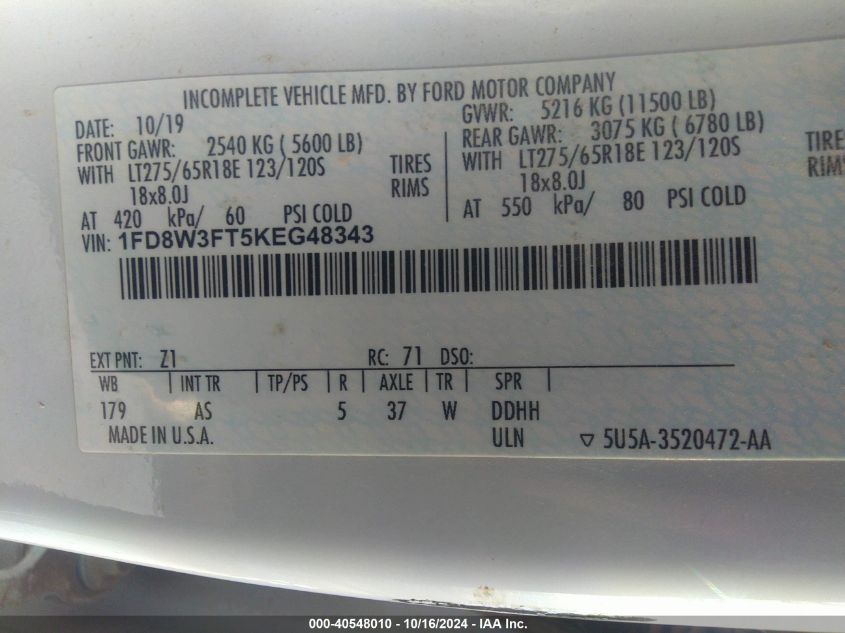 INCOMPLETE VEHICLE MFD. BY FORD MOTOR COMPANY
DATE: 10/19 GVWR: 5216 KG (11500 LB)
FRONT GAWR: 2540 KG ( 5600 LB) REAR GAWR: 3075 KG ( 6780 LB)
WITH LT275/65R18E 123/120S TIRES WITH LT275/65R18E 123/120S TIRES
18x8.0J RIMS 18x8.0J RIMS
AT 420 kPa/ 60 PSI COLD AT 550 kPa/ 80 PSI COLD
VIN: 1FD8W3FT5KEG48343
EXT PNT: Z1 RC: 71 DSO:
WB INT TR TP/PS R AXLE TR SPR
179 AS 5 37 W DDHH
MADE IN U.S.A. ULN ▽ 5U5A-3520472-AA
000-40548010 - 10/16/2024 - IAA Inc.